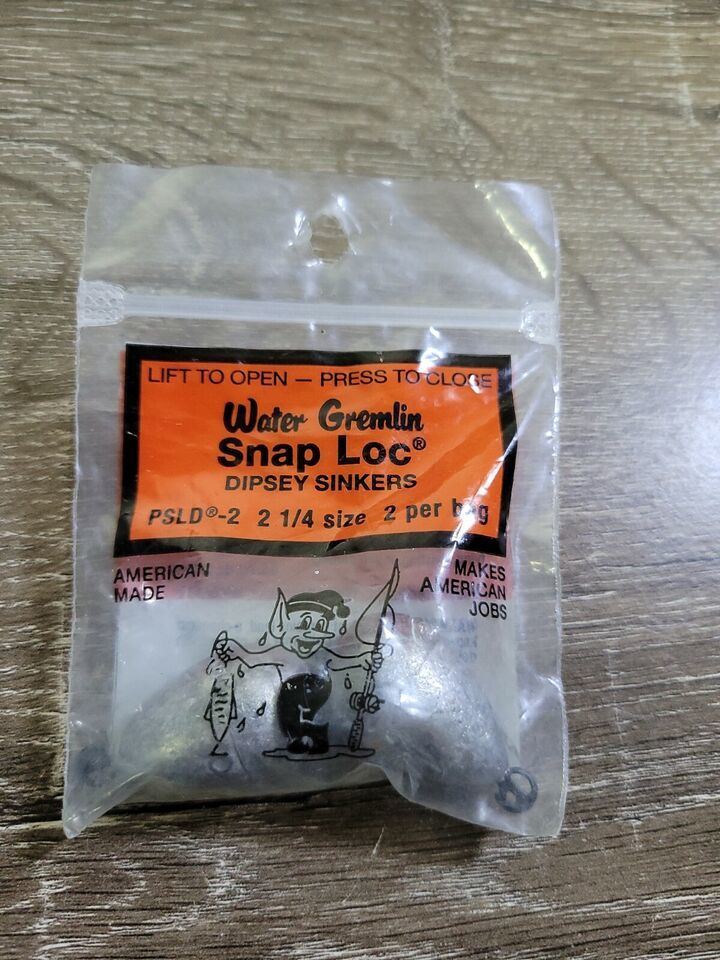 LIFT TO OPEN — PRESS TO CLOSE
Water Gremlin
Snap Loc®
DIPSEY SINKERS
PSLD®-2 2 1/4 size 2 per bag
AMERICAN
MADE
MAKES
AMERICAN
JOBS